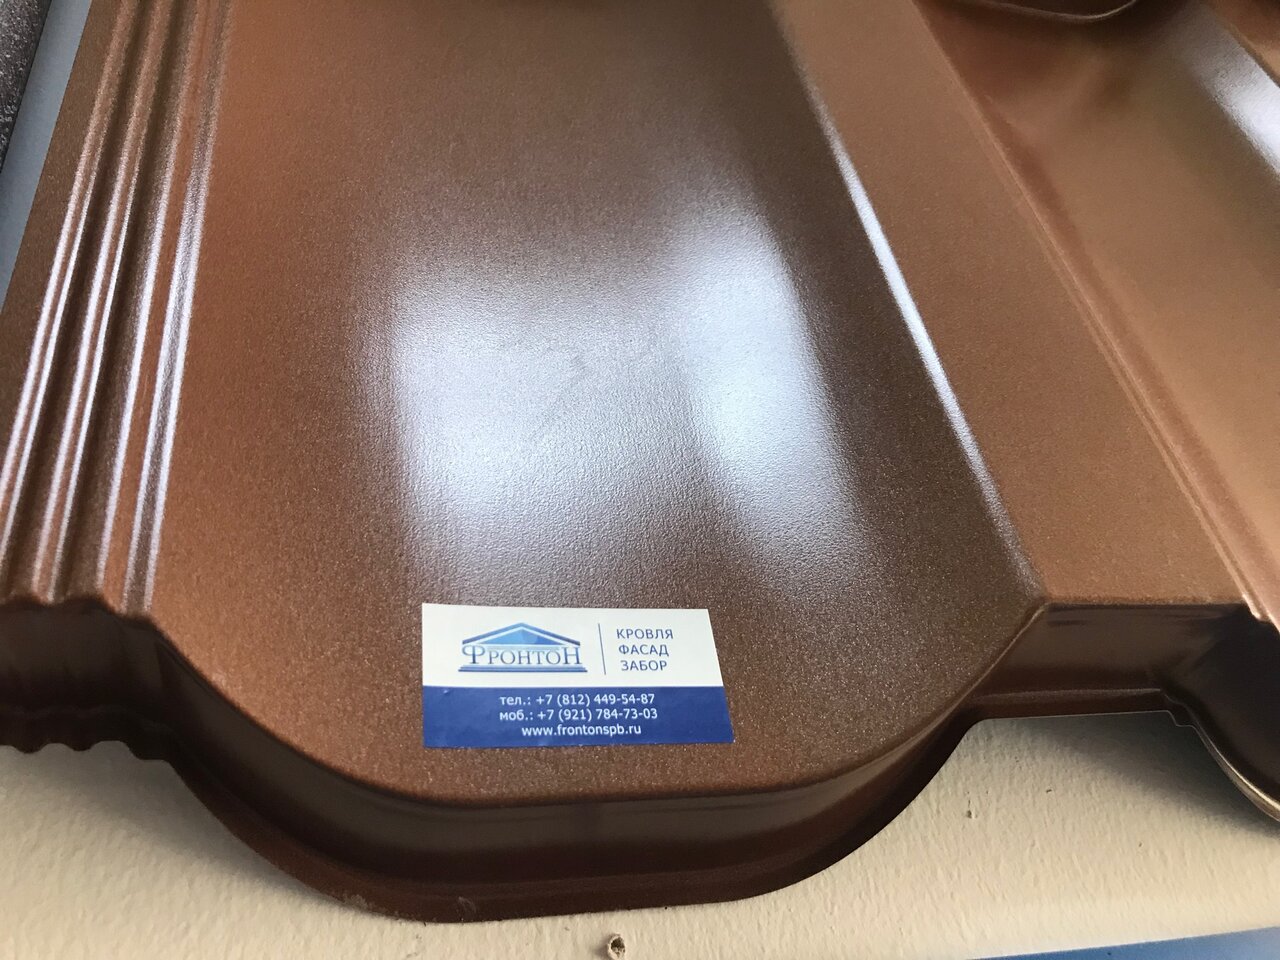 ФРОНТОН
КРОВЛЯ
ФАСАД
ЗАБОР
тел.: +7 (812) 449-54-87
моб.: +7 (921) 784-73-03
www.frontonspb.ru